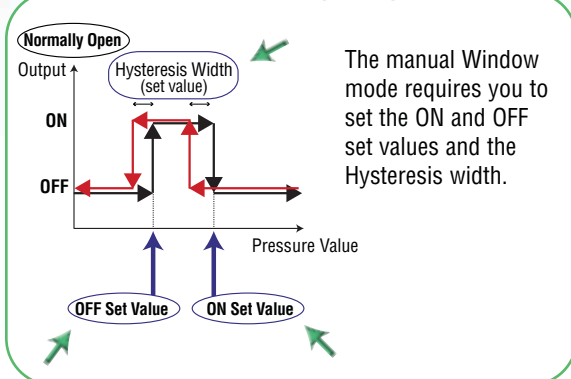 Normally Open
Output
Hysteresis Width
(set value)
ON
OFF
Pressure Value
OFF Set Value
ON Set Value
The manual Window
mode requires you to
set the ON and OFF
set values and the
Hysteresis width.